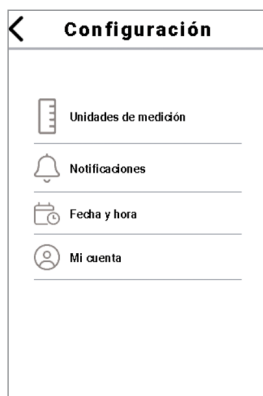 Configuración
Unidades de medición
Notificaciones
Fecha y hora
Mi cuenta